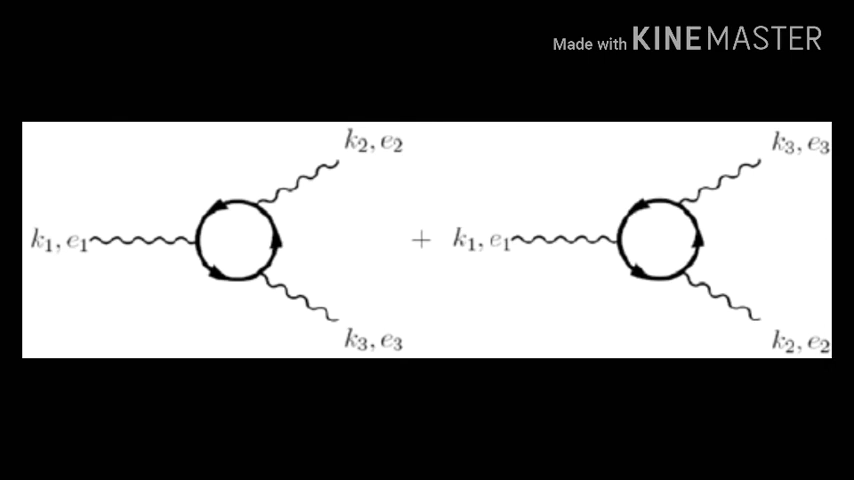 Made with KINEMASTER
k₂, e₂
k₃, e₃
k₁, e₁
+ k₁, e₁
k₃, e₃
k₂, e₂